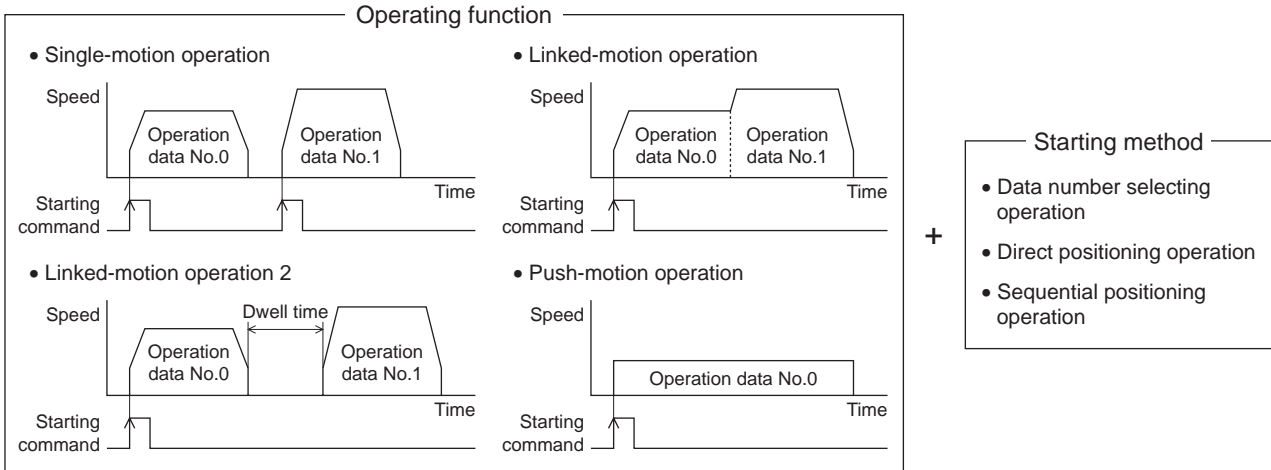 Operating function
• Single-motion operation
Speed
Operation
data No.0
Operation
data No.1
Time
Starting
command
• Linked-motion operation
Speed
Operation
data No.0
Operation
data No.1
Time
Starting
command
• Linked-motion operation 2
Speed
Dwell time
Operation
data No.0
Operation
data No.1
Time
Starting
command
• Push-motion operation
Speed
Operation data No.0
Time
Starting
command
+
Starting method
• Data number selecting
operation
• Direct positioning operation
• Sequential positioning
operation